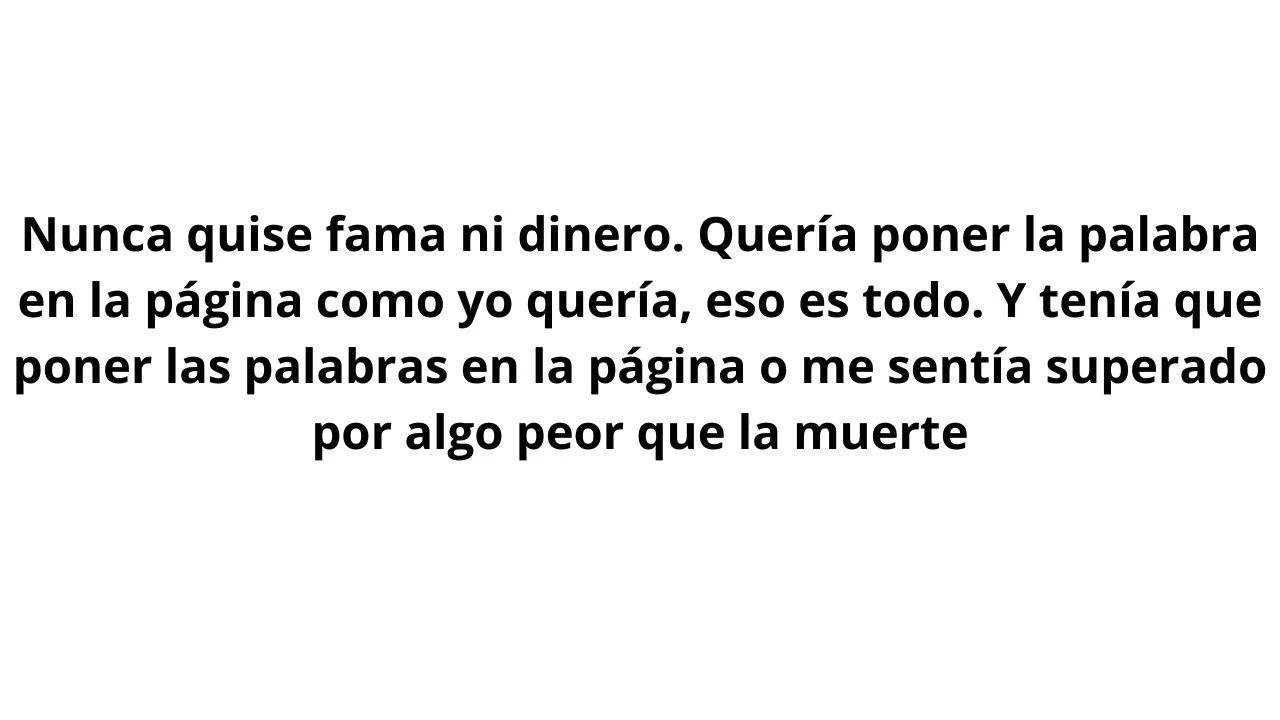 Nunca quise fama ni dinero. Quería poner la palabra
en la página como yo quería, eso es todo. Y tenía que
poner las palabras en la página o me sentía superado
por algo peor que la muerte